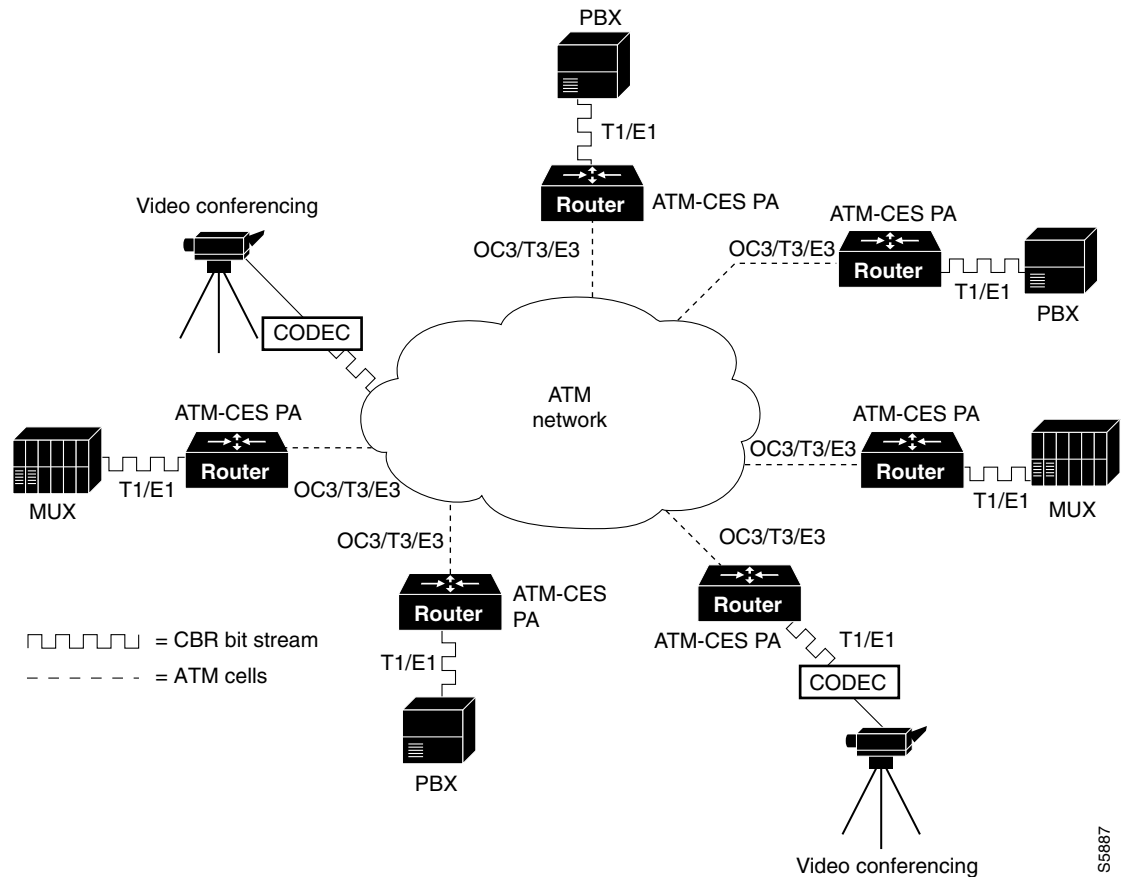 PBX
T1/E1
Router
ATM-CES PA
OC3/T3/E3
Video conferencing
CODEC
ATM-CES PA
OC3/T3/E3
Router
T1/E1
PBX
ATM
network
ATM-CES PA
Router
T1/E1
MUX
OC3/T3/E3
ATM-CES PA
OC3/T3/E3
Router
T1/E1
MUX
OC3/T3/E3
Router
ATM-CES
PA
T1/E1
PBX
OC3/T3/E3
Router
ATM-CES PA
T1/E1
CODEC
Video conferencing
= CBR bit stream
= ATM cells
S5887